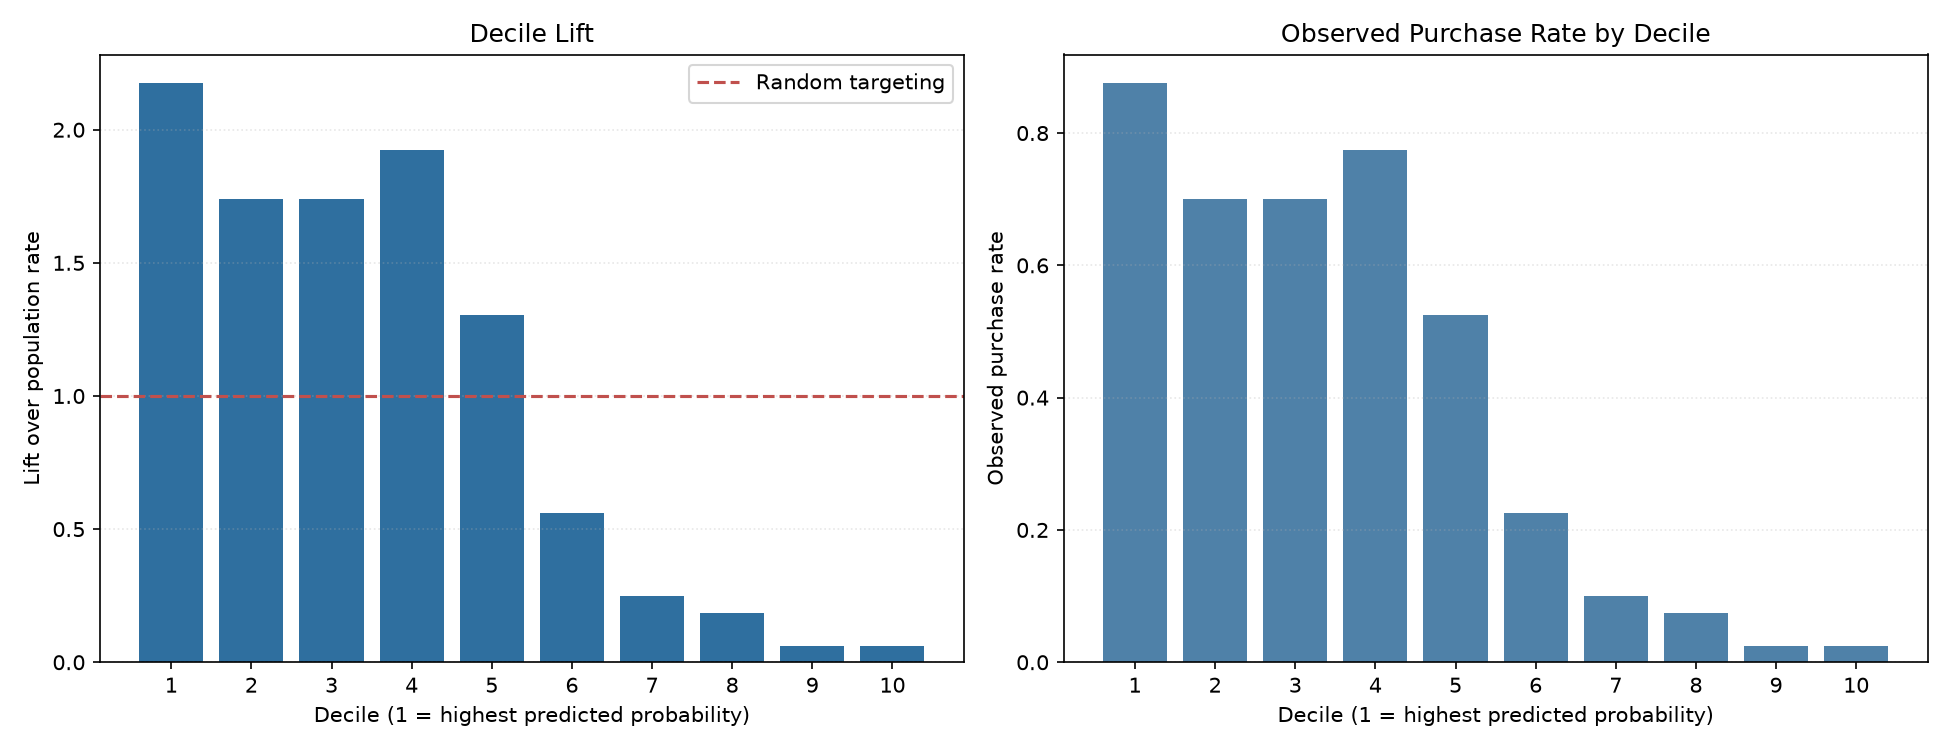 Decile Lift
Random targeting
Lift over population rate
2.0
1.5
1.0
0.5
0.0
1 2 3 4 5 6 7 8 9 10
Decile (1 = highest predicted probability)
Observed Purchase Rate by Decile
Observed purchase rate
0.8
0.6
0.4
0.2
0.0
1 2 3 4 5 6 7 8 9 10
Decile (1 = highest predicted probability)